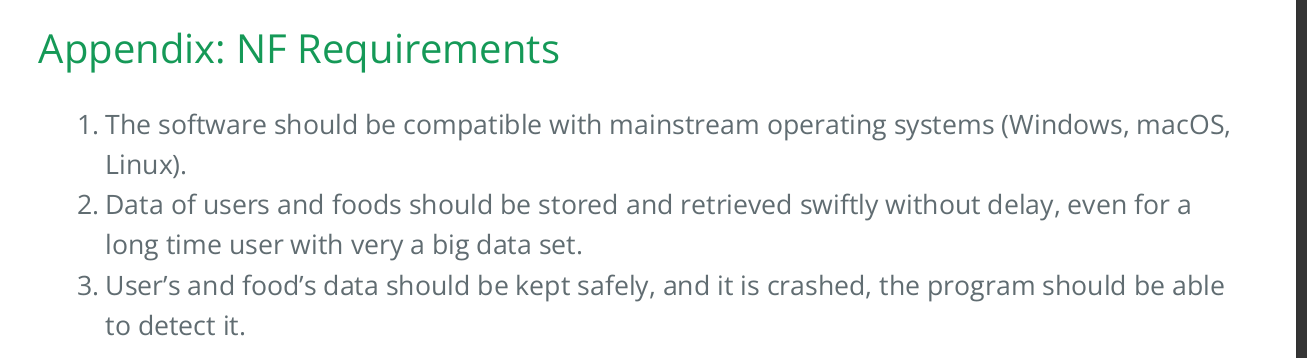 Appendix: NF Requirements
1. The software should be compatible with mainstream operating systems (Windows, macOS,
Linux).
2. Data of users and foods should be stored and retrieved swiftly without delay, even for a
long time user with very a big data set.
3. User’s and food’s data should be kept safely, and it is crashed, the program should be able
to detect it.